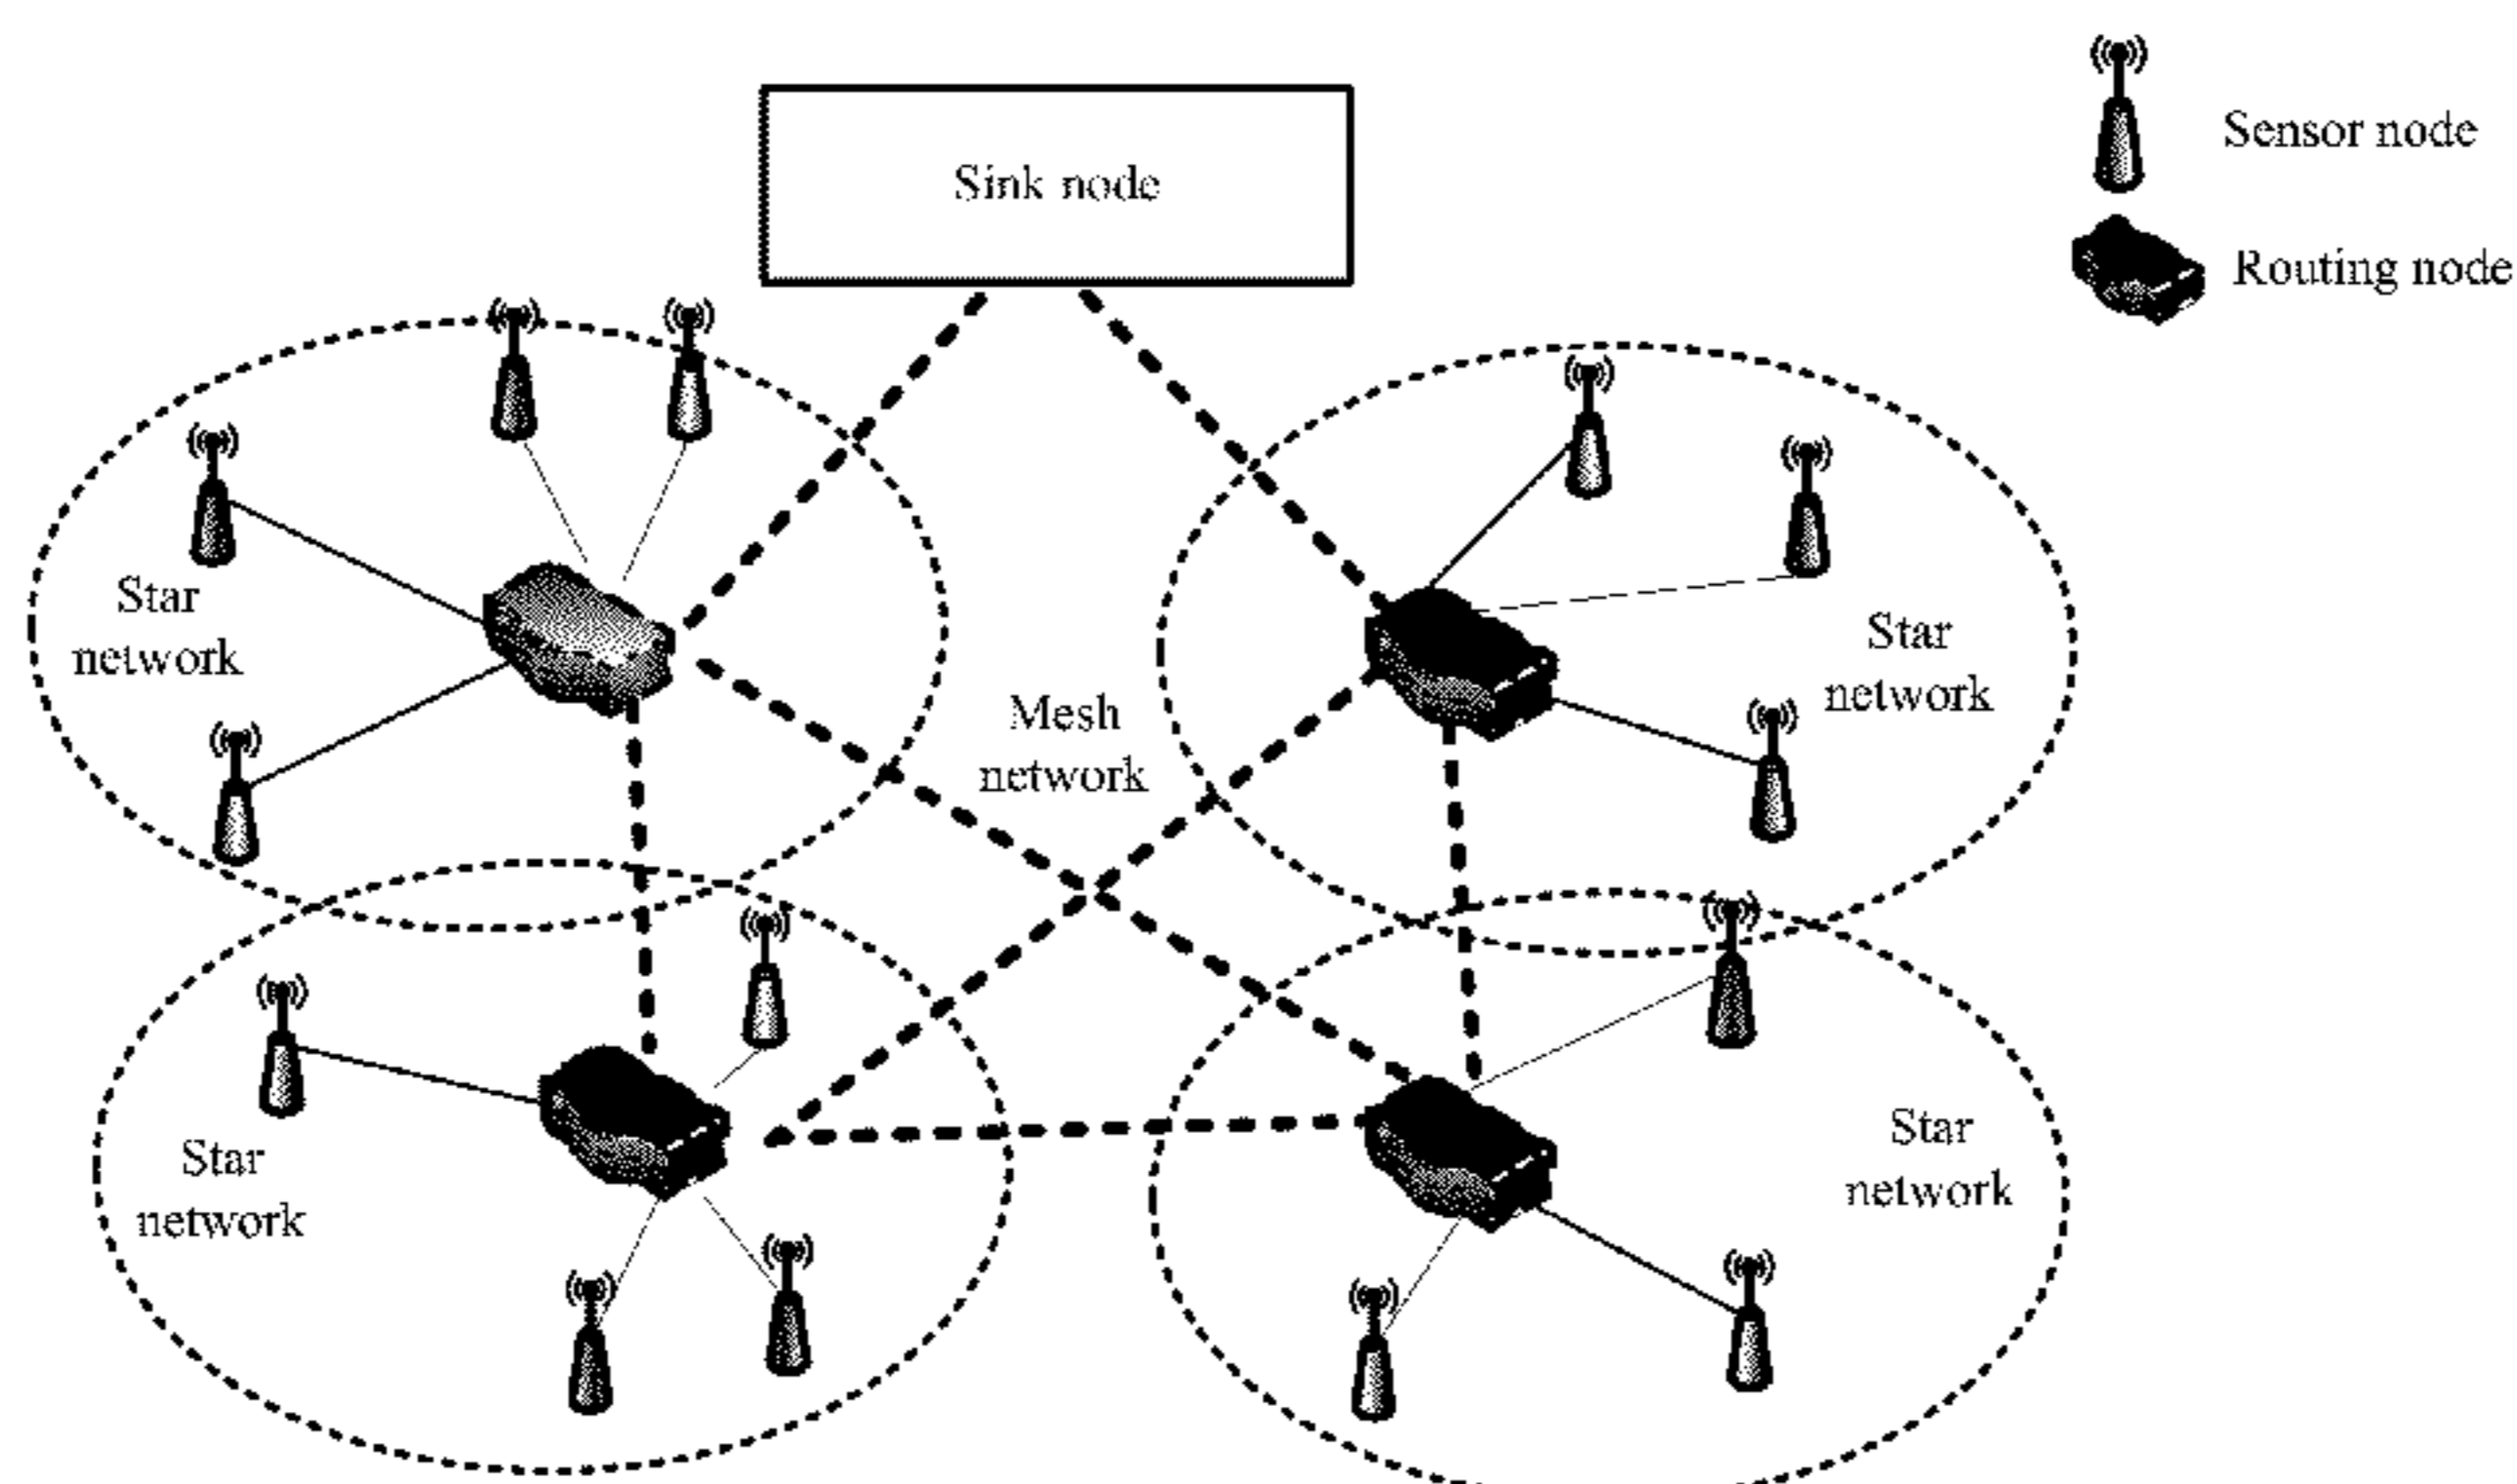 Sensor node
Sink node
Routing node
Star
network
Star
network
Mesh
network
Star
network
Star
network